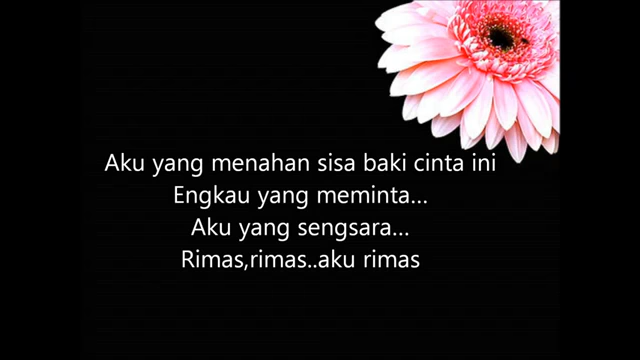 Aku yang menahan sisa baki cinta ini
Engkau yang meminta...
Aku yang sengsara...
Rimas,rimas..aku rimas